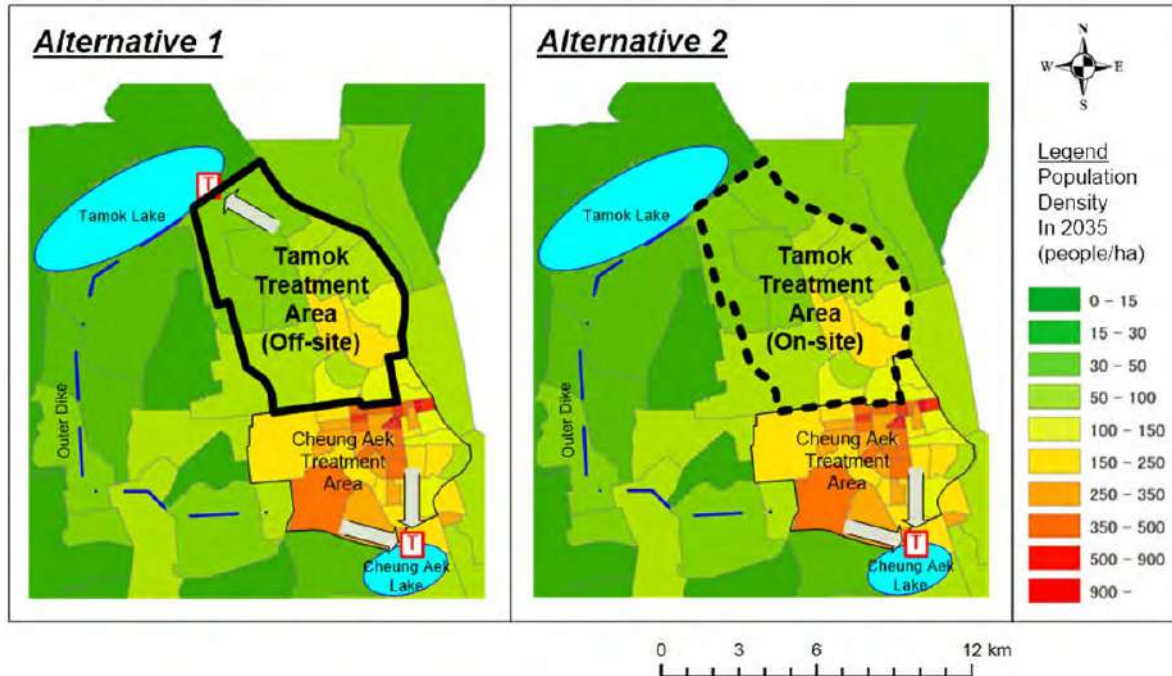 Alternative 1
T
Tamok Lake
Tamok
Treatment
Area
(Off-site)
Outer Dike
Cheung Aek
Treatment
Area
T
Cheung Aek
Lake
Alternative 2
Tamok Lake
Tamok
Treatment
Area
(On-site)
Outer Dike
Cheung Aek
Treatment
Area
T
Cheung Aek
Lake
N
W E
S
Legend
Population
Density
In 2035
(people/ha)
0 - 15
15 - 30
30 - 50
50 - 100
100 - 150
150 - 250
250 - 350
350 - 500
500 - 900
900 -
0 3 6 12 km